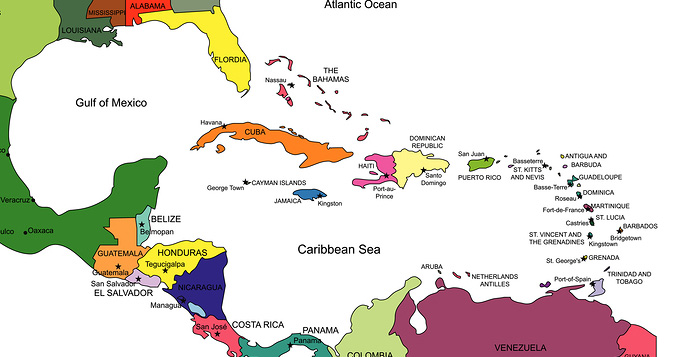 Atlantic Ocean
MISSISSIPPI
ALABAMA
LOUISIANA
FLORDIA
THE
BAHAMAS
Nassau
Gulf of Mexico
Havana
CUBA
DOMINICAN
REPUBLIC
HAITI
San Juan
PUERTO RICO
Santo
Domingo
Port-au-
Prince
George Town
CAYMAN ISLANDS
JAMAICA
Kingston
Basseterre
ST. KITTS
AND NEVIS
ANTIGUA AND
BARBUDA
GUADELOUPE
Basse-Terre
DOMINICA
Roseau
MARTINIQUE
Fort-de-France
ST. LUCIA
Castries
BARBADOS
Bridgetown
ST. VINCENT AND
THE GRENADINES
Kingstown
St. George's
GRENADA
TRINIDAD AND
TOBAGO
Port-of-Spain
ARUBA
NETHERLANDS
ANTILLES
Caribbean Sea
Veracruz
Oaxaca
BELIZE
Belmopan
GUATEMALA
Guatemala
HONDURAS
Tegucigalpa
San Salvador
EL SALVADOR
NICARAGUA
Managua
San José
COSTA RICA
PANAMA
Panama
COLOMBIA
VENEZUELA
GUYANA